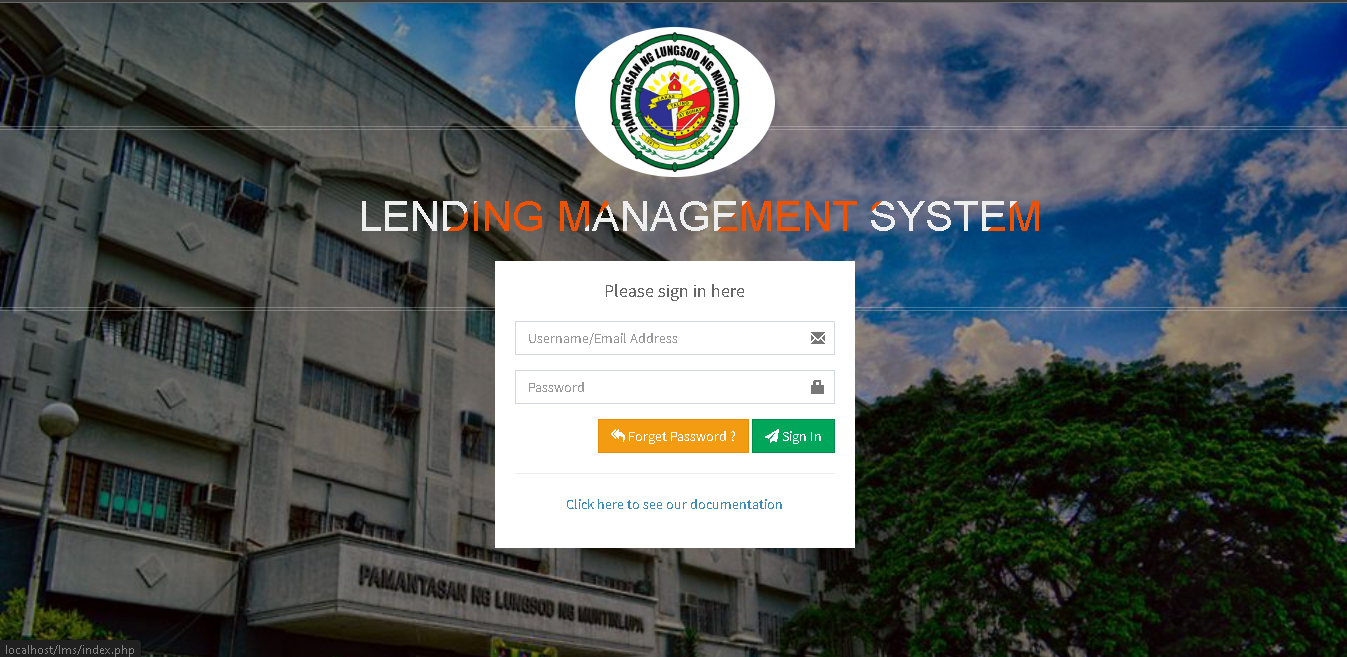 PAMANTASAN NG LUNGSOD NG MUNTINLUPA
LENDING MANAGEMENT SYSTEM
Please sign in here
Username/Email Address
Password
Forget Password ?
Sign In
Click here to see our documentation
PAMANTASAN NG LUNGSOD NG MUNTINLUPA
localhost/lms/index.php